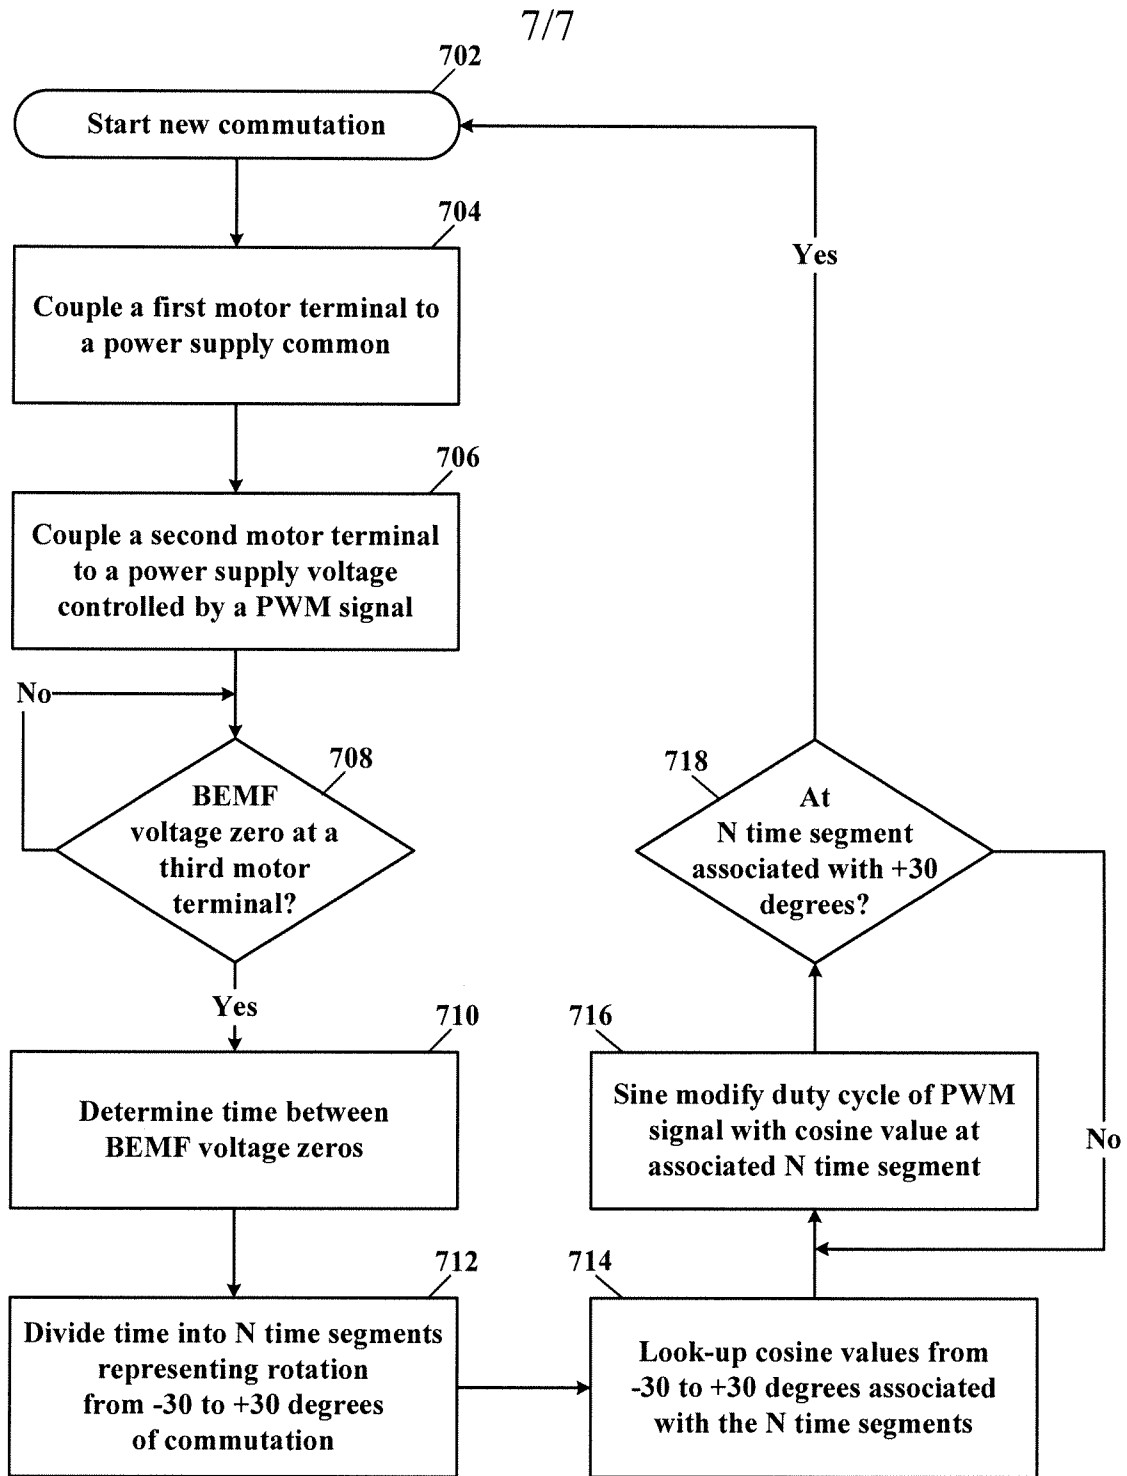 7/7
702
Start new commutation
704
Couple a first motor terminal to
a power supply common
706
Couple a second motor terminal
to a power supply voltage
controlled by a PWM signal
No
708
BEMF
voltage zero at a
third motor
terminal?
Yes
710
Determine time between
BEMF voltage zeros
712
Divide time into N time segments
representing rotation
from -30 to +30 degrees
of commutation
714
Look-up cosine values from
-30 to +30 degrees associated
with the N time segments
716
Sine modify duty cycle of PWM
signal with cosine value at
associated N time segment
718
At
N time segment
associated with +30
degrees?
No
Yes